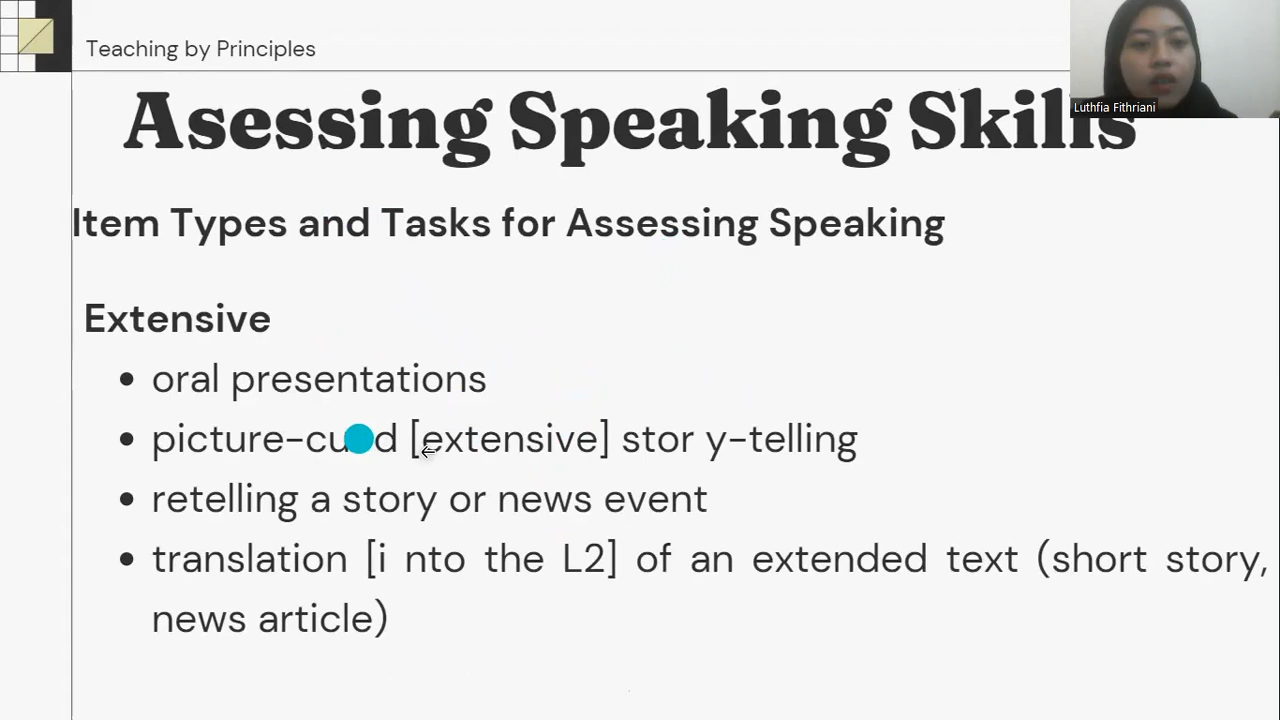 Teaching by Principles
Luthfia Fithriani
Asessing Speaking Skills
Item Types and Tasks for Assessing Speaking
Extensive
• oral presentations
• [extensive] stor y-telling
• retelling a story or news event
• translation [i nto the L2] of an extended text (short story,
news article)